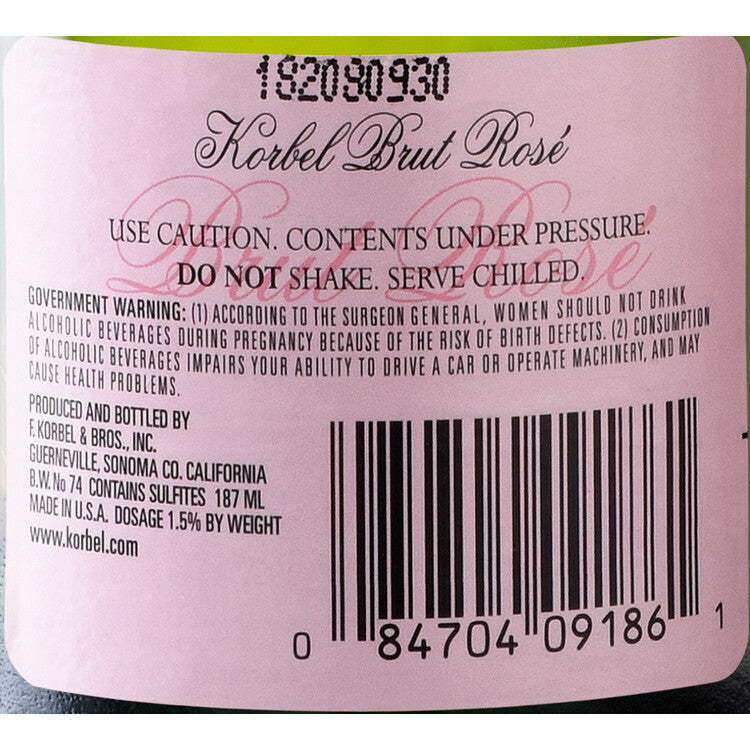 192090930
Korbel Brut Rosé
Brut Rosé
USE CAUTION. CONTENTS UNDER PRESSURE.
DO NOT SHAKE. SERVE CHILLED.
GOVERNMENT WARNING: (1) ACCORDING TO THE SURGEON GENERAL, WOMEN SHOULD NOT DRINK
ALCOHOLIC BEVERAGES DURING PREGNANCY BECAUSE OF THE RISK OF BIRTH DEFECTS. (2) CONSUMPTION
OF ALCOHOLIC BEVERAGES IMPAIRS YOUR ABILITY TO DRIVE A CAR OR OPERATE MACHINERY, AND MAY
CAUSE HEALTH PROBLEMS.
PRODUCED AND BOTTLED BY
F. KORBEL & BROS., INC.
GUERNEVILLE, SONOMA CO. CALIFORNIA
B.W. No 74 CONTAINS SULFITES 187 ML
MADE IN U.S.A. DOSAGE 1.5% BY WEIGHT
www.korbel.com
0 84704 09186 1